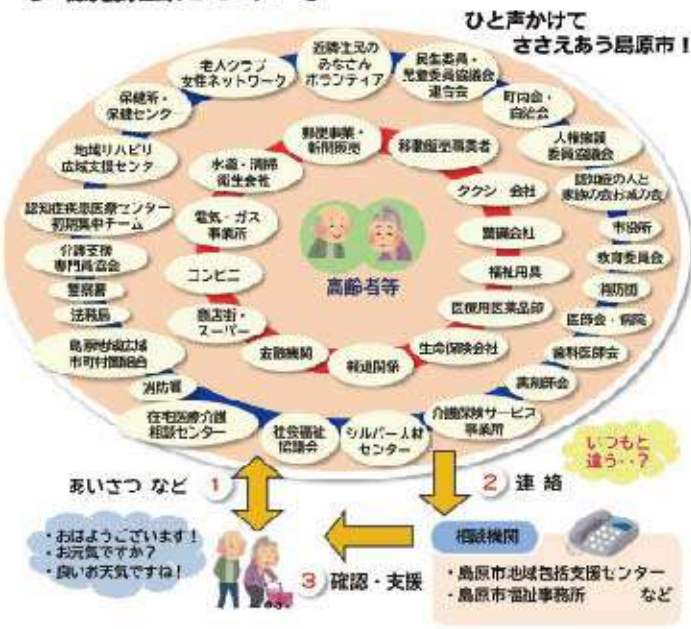 ひと声かけて
ささえあう島原市!
近隣住民の
みなさん
ボランティア
民生委員・
児童委員協議会
連合会
町内会・
自治会
人権擁護
委員協議会
認知症の人と
家族の会
市役所
教育委員会
消防団
医師会・病院
歯科医師会
薬剤師会
介護保険サービス
事業所
シルバー人材
センター
社会福祉
協議会
在宅医療介護
相談センター
消防署
島原地域広域
市町村圏組合
法務局
警察署
介護支援
専門員協会
認知症疾患医療センター
初期集中チーム
地域リハビリ
広域支援センタ
保健所・
保健センタ
老人クラブ
女性ネットワーク
郵便事業・
新聞販売
移動販売事業者
タクシ 会社
警備会社
福祉用具
生命保険会社
報道関係
金融機関
商店街・
スーパー
コンビニ
電気・ガス
事業所
水道・清掃
衛生会社
高齢者等
いつもと
違う・・?
あいさつ など
1
2
連絡
・おはようございます!
・お元気ですか?
・良いお天気ですね!
3
確認・支援
相談機関
・島原市地域包括支援センター
・島原市福祉事務所 など